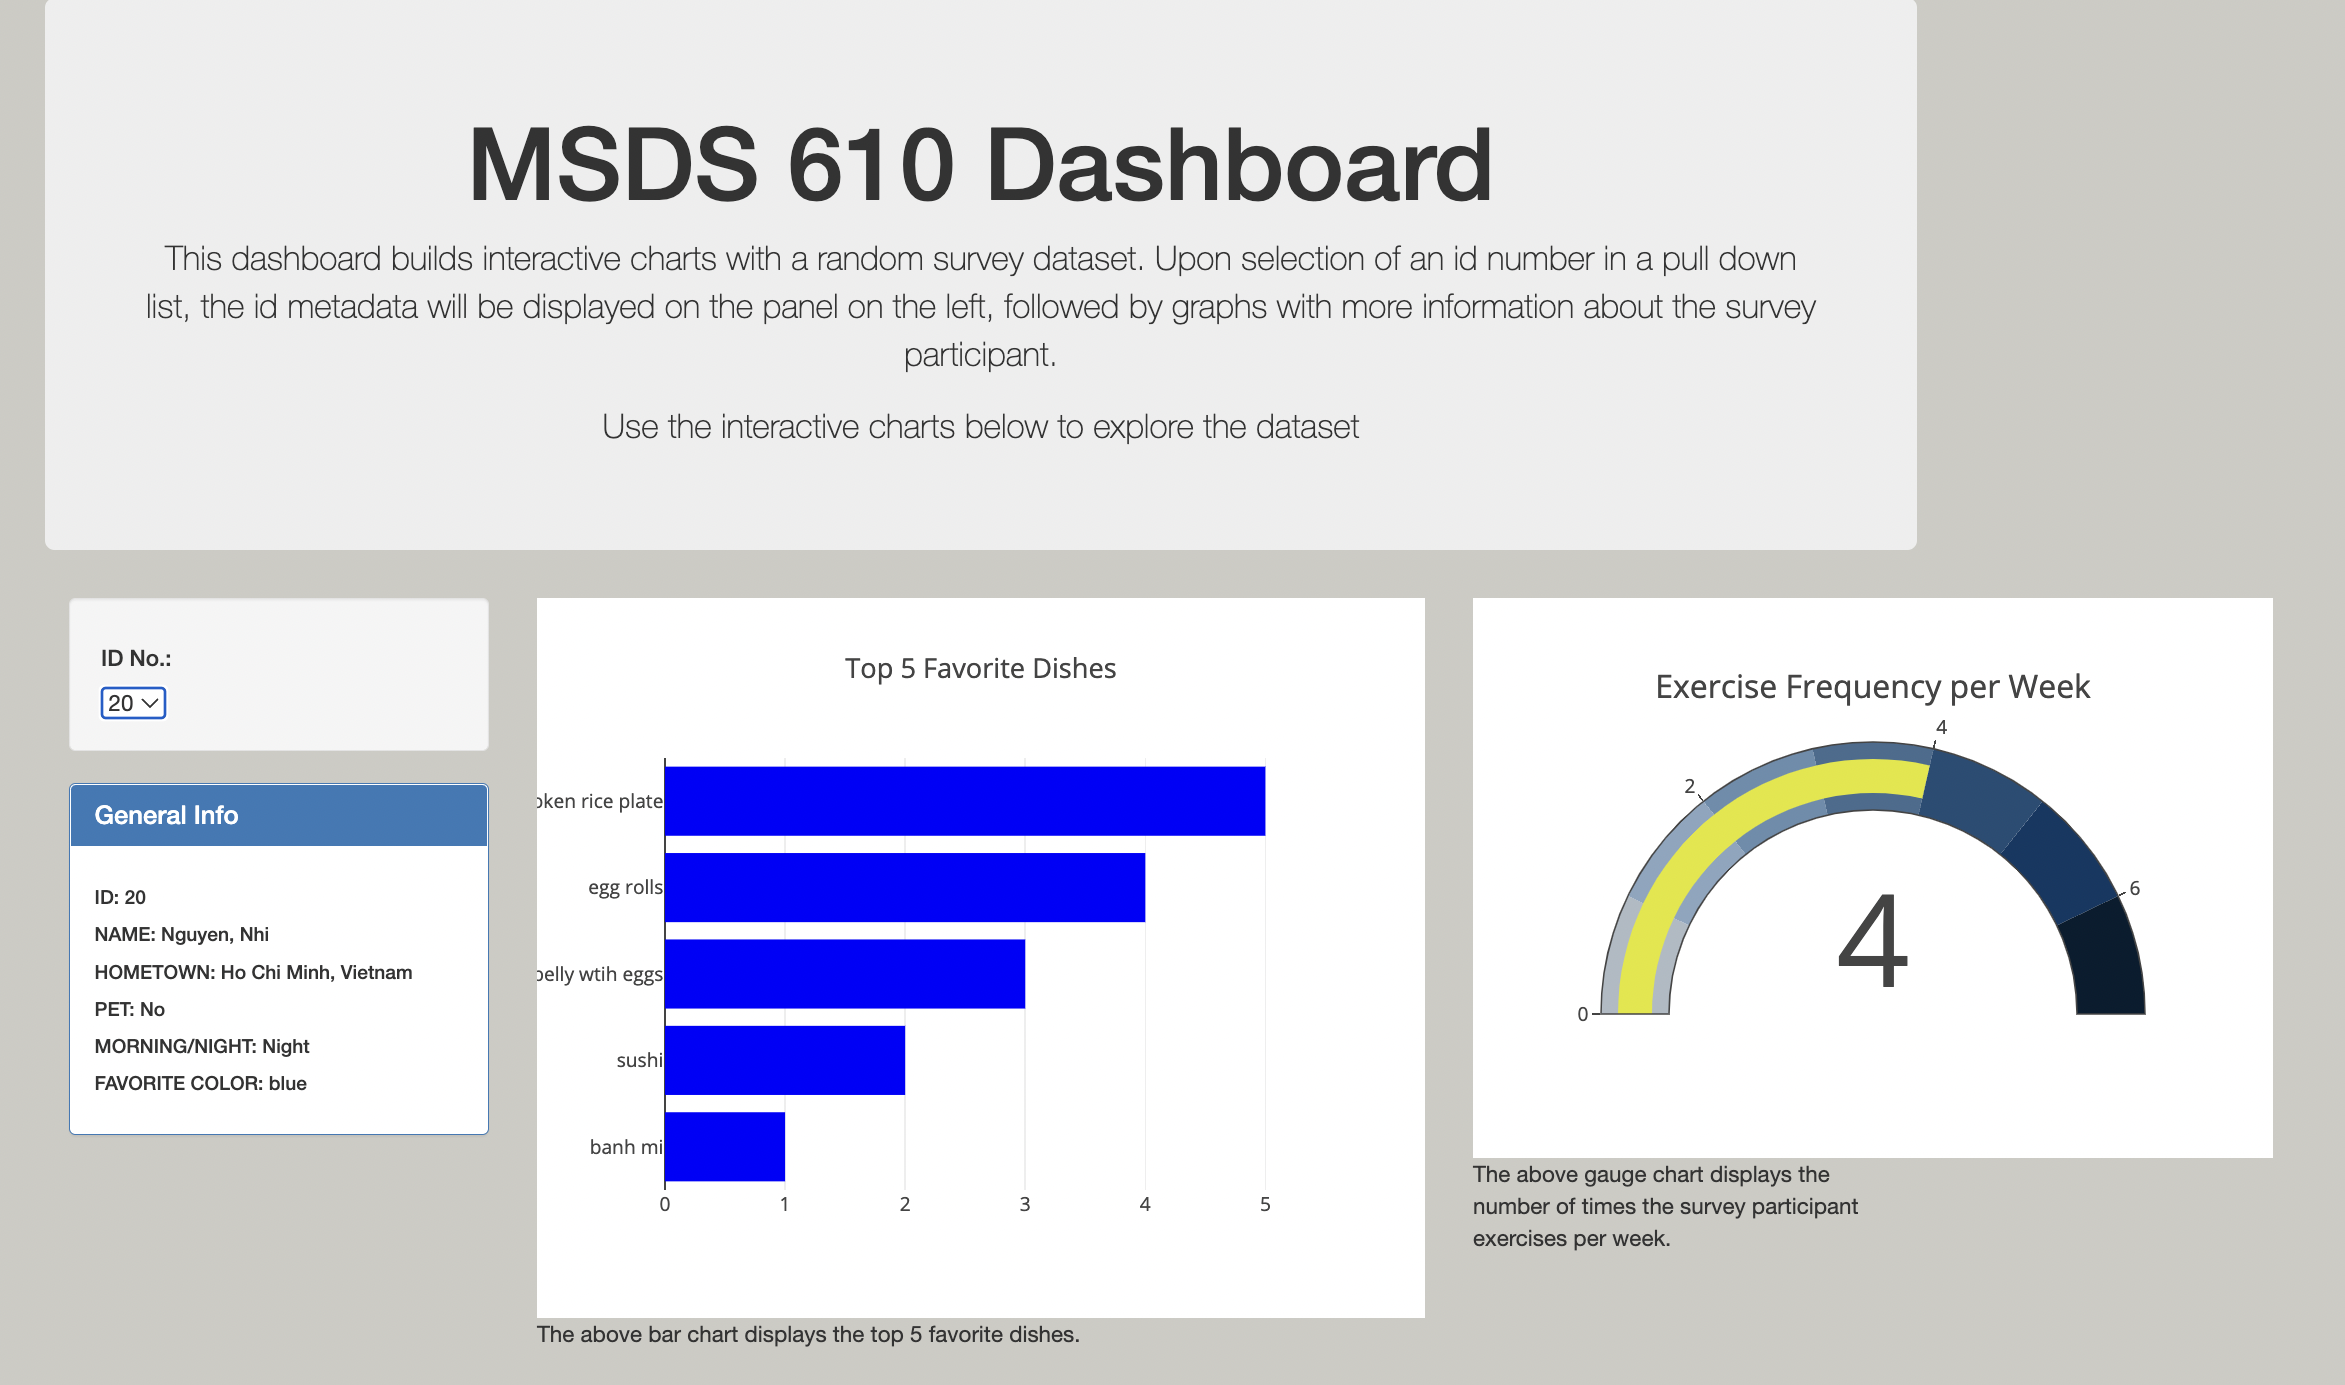 MSDS 610 Dashboard
This dashboard builds interactive charts with a random survey dataset. Upon selection of an id number in a pull down
list, the id metadata will be displayed on the panel on the left, followed by graphs with more information about the survey
participant.
Use the interactive charts below to explore the dataset
ID No.:
20
General Info
ID: 20
NAME: Nguyen, Nhi
HOMETOWN: Ho Chi Minh, Vietnam
PET: No
MORNING/NIGHT: Night
FAVORITE COLOR: blue
Top 5 Favorite Dishes
rice plate
egg rolls
wtih eggs
sushi
banh mi
0 1 2 3 4 5
The above bar chart displays the top 5 favorite dishes.
Exercise Frequency per Week
0
2
4
6
4
The above gauge chart displays the
number of times the survey participant
exercises per week.